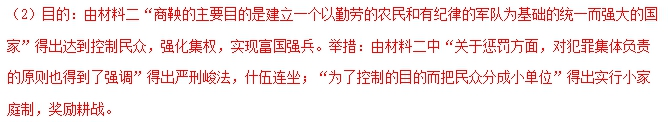 （2）目的：由材料二“商鞅的主要目的是建立一个以勤劳的农民和有纪律的军队为基础的统一而强大的国
家”得出达到控制民众，强化集权，实现富国强兵。举措：由材料二中“关于惩罚方面，对犯罪集体负责
的原则也得到了强调”得出严刑峻法，什伍连坐；“为了控制的目的而把民众分成小单位”得出实行小家
庭制，奖励耕战。